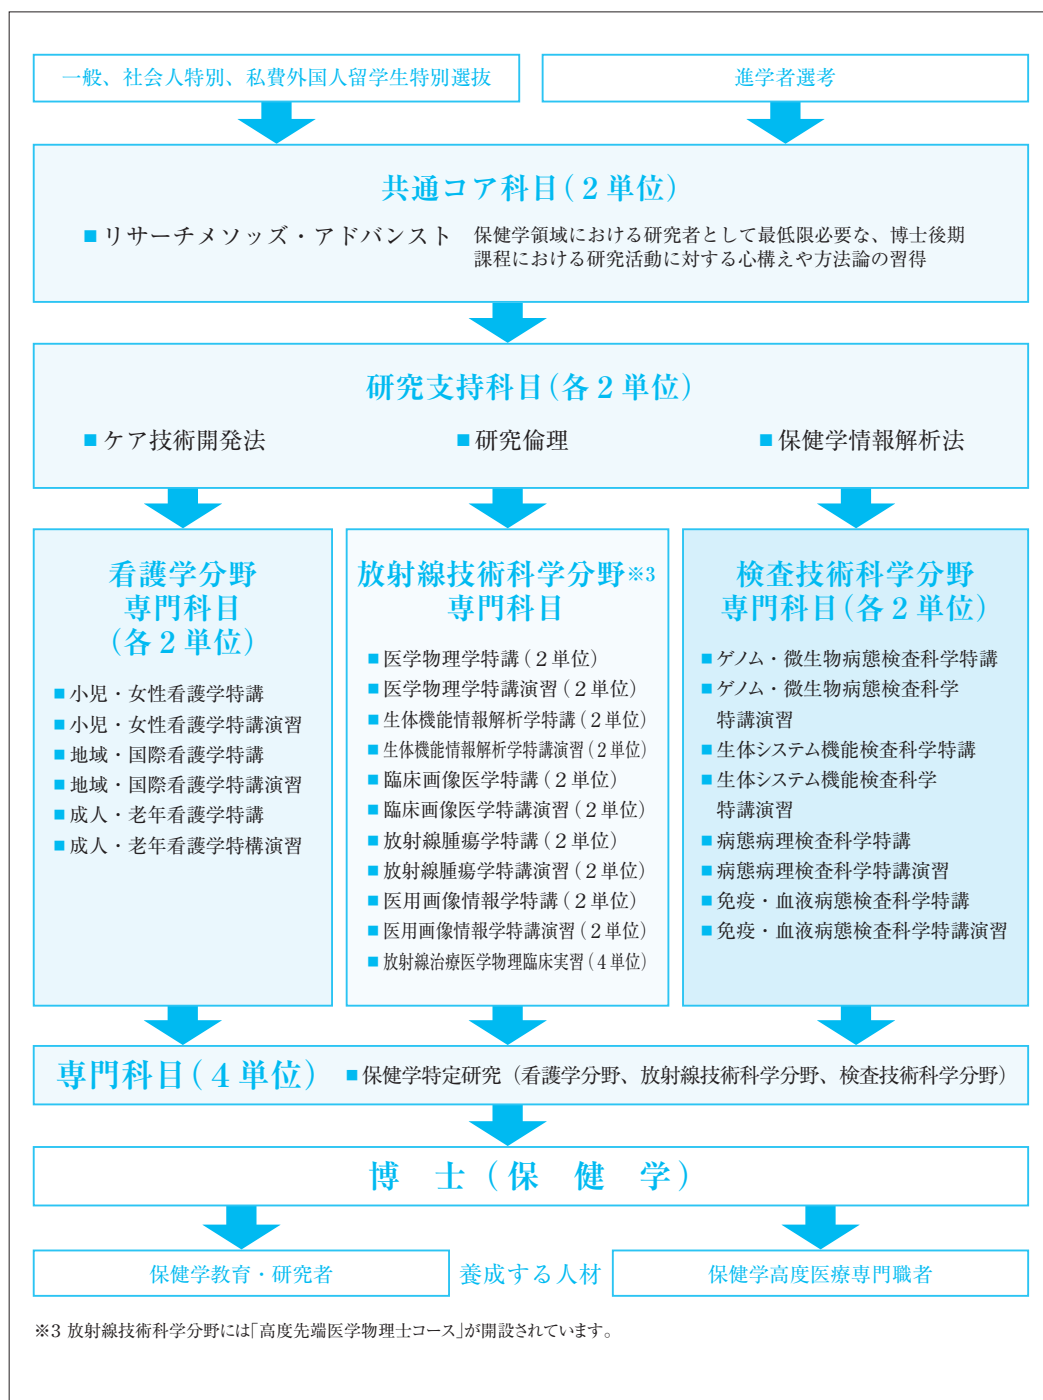 一般、社会人特別、私費外国人留学生特別選抜
進学者選考
共通コア科目(2単位)
■リサーチメソッズ・アドバンスト
保健学領域における研究者として最低限必要な、博士後期
課程における研究活動に対する心構えや方法論の習得
研究支持科目(各2単位)
■ケア技術開発法
■研究倫理
■保健学情報解析法
看護学分野
専門科目
(各2単位)
■小児・女性看護学特講
■小児・女性看護学特講演習
■地域・国際看護学特講
■地域・国際看護学特講演習
■成人・老年看護学特講
■成人・老年看護学特構演習
放射線技術科学分野※3
専門科目
■医学物理学特講(2単位)
■医学物理学特講演習(2単位)
■生体機能情報解析学特講(2単位)
■生体機能情報解析学特講演習(2単位)
■臨床画像医学特講(2単位)
■臨床画像医学特講演習(2単位)
■放射線腫瘍学特講(2単位)
■放射線腫瘍学特講演習(2単位)
■医用画像情報学特講(2単位)
■医用画像情報学特講演習(2単位)
■放射線治療医学物理臨床実習(4単位)
検査技術科学分野
専門科目(各2単位)
■ゲノム・微生物病態検査科学特講
■ゲノム・微生物病態検査科学
特講演習
■生体システム機能検査科学特講
■生体システム機能検査科学
特講演習
■病態病理検査科学特講
■病態病理検査科学特講演習
■免疫・血液病態検査科学特講
■免疫・血液病態検査科学特講演習
専門科目(4単位) ■保健学特定研究(看護学分野、放射線技術科学分野、検査技術科学分野)
博 士(保 健 学)
保健学教育・研究者
養成する人材
保健学高度医療専門職者
※3 放射線技術科学分野には「高度先端医学物理士コース」が開設されています。